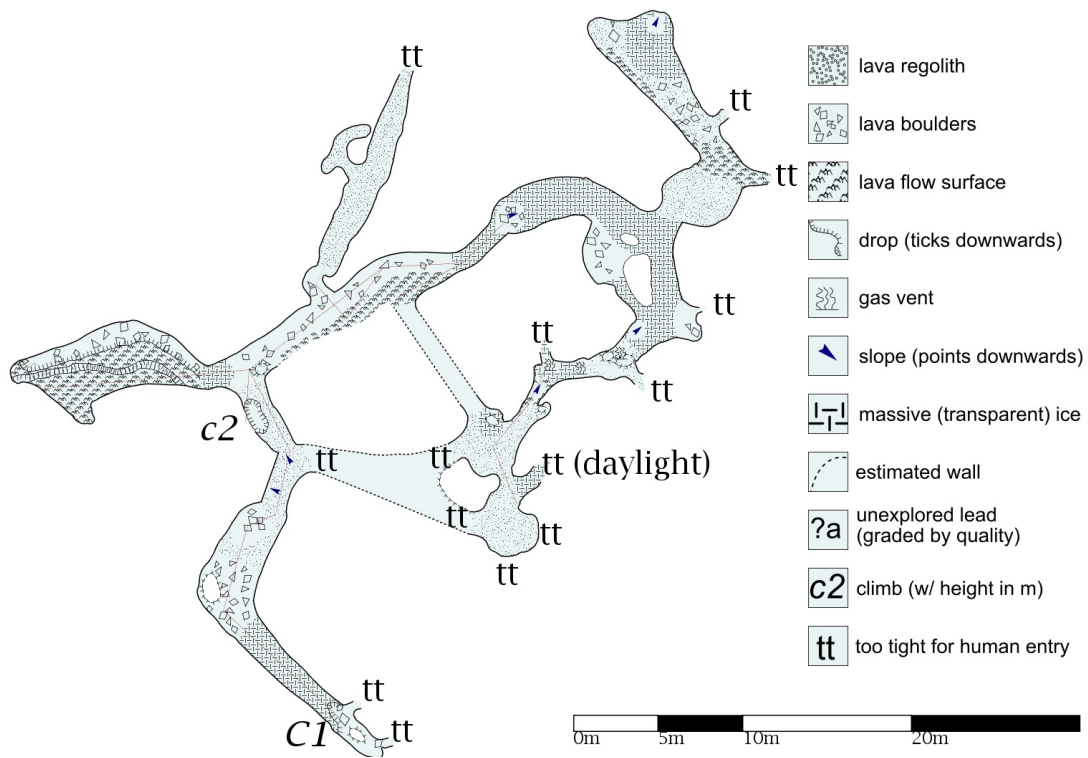 tt
tt
tt
tt
tt
tt
c2
tt
tt
tt (daylight)
tt
tt
tt
tt
C1
tt
lava regolith
lava boulders
lava flow surface
drop (ticks downwards)
gas vent
slope (points downwards)
massive (transparent) ice
estimated wall
?a
unexplored lead
(graded by quality)
c2
climb (w/ height in m)
tt
too tight for human entry
0m
5m
10m
20m